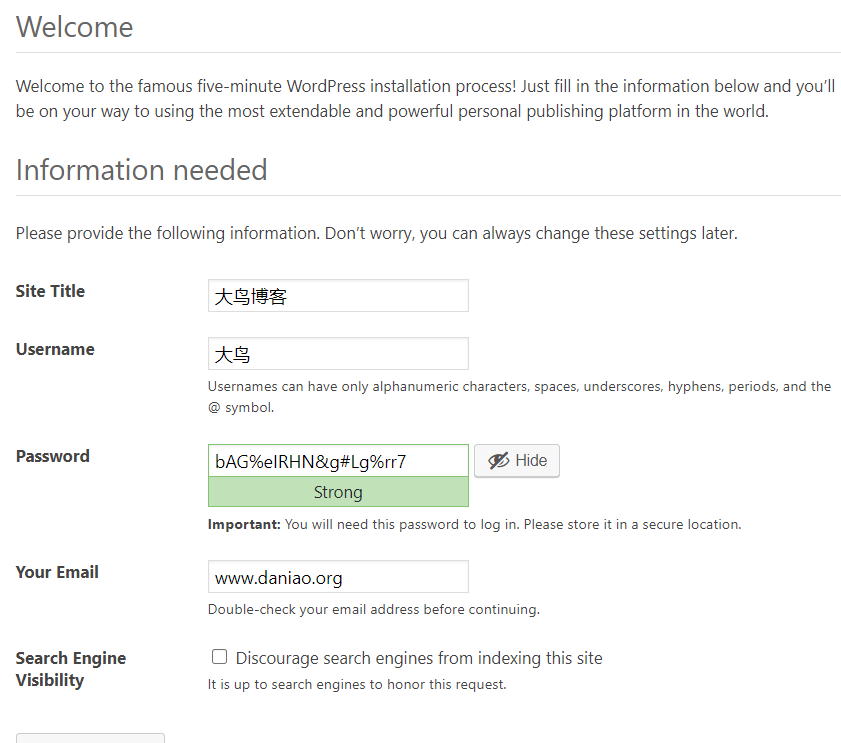 Welcome
Welcome to the famous five-minute WordPress installation process! Just fill in the information below and you’ll
be on your way to using the most extendable and powerful personal publishing platform in the world.
Information needed
Please provide the following information. Don’t worry, you can always change these settings later.
Site Title
大鸟博客
Username
大鸟
Usernames can have only alphanumeric characters, spaces, underscores, hyphens, periods, and the
@ symbol.
Password
bAG%eIRHN&g#Lg%rr7
Hide
Strong
Important: You will need this password to log in. Please store it in a secure location.
Your Email
www.daniao.org
Double-check your email address before continuing.
Search Engine
Visibility
Discourage search engines from indexing this site
It is up to search engines to honor this request.